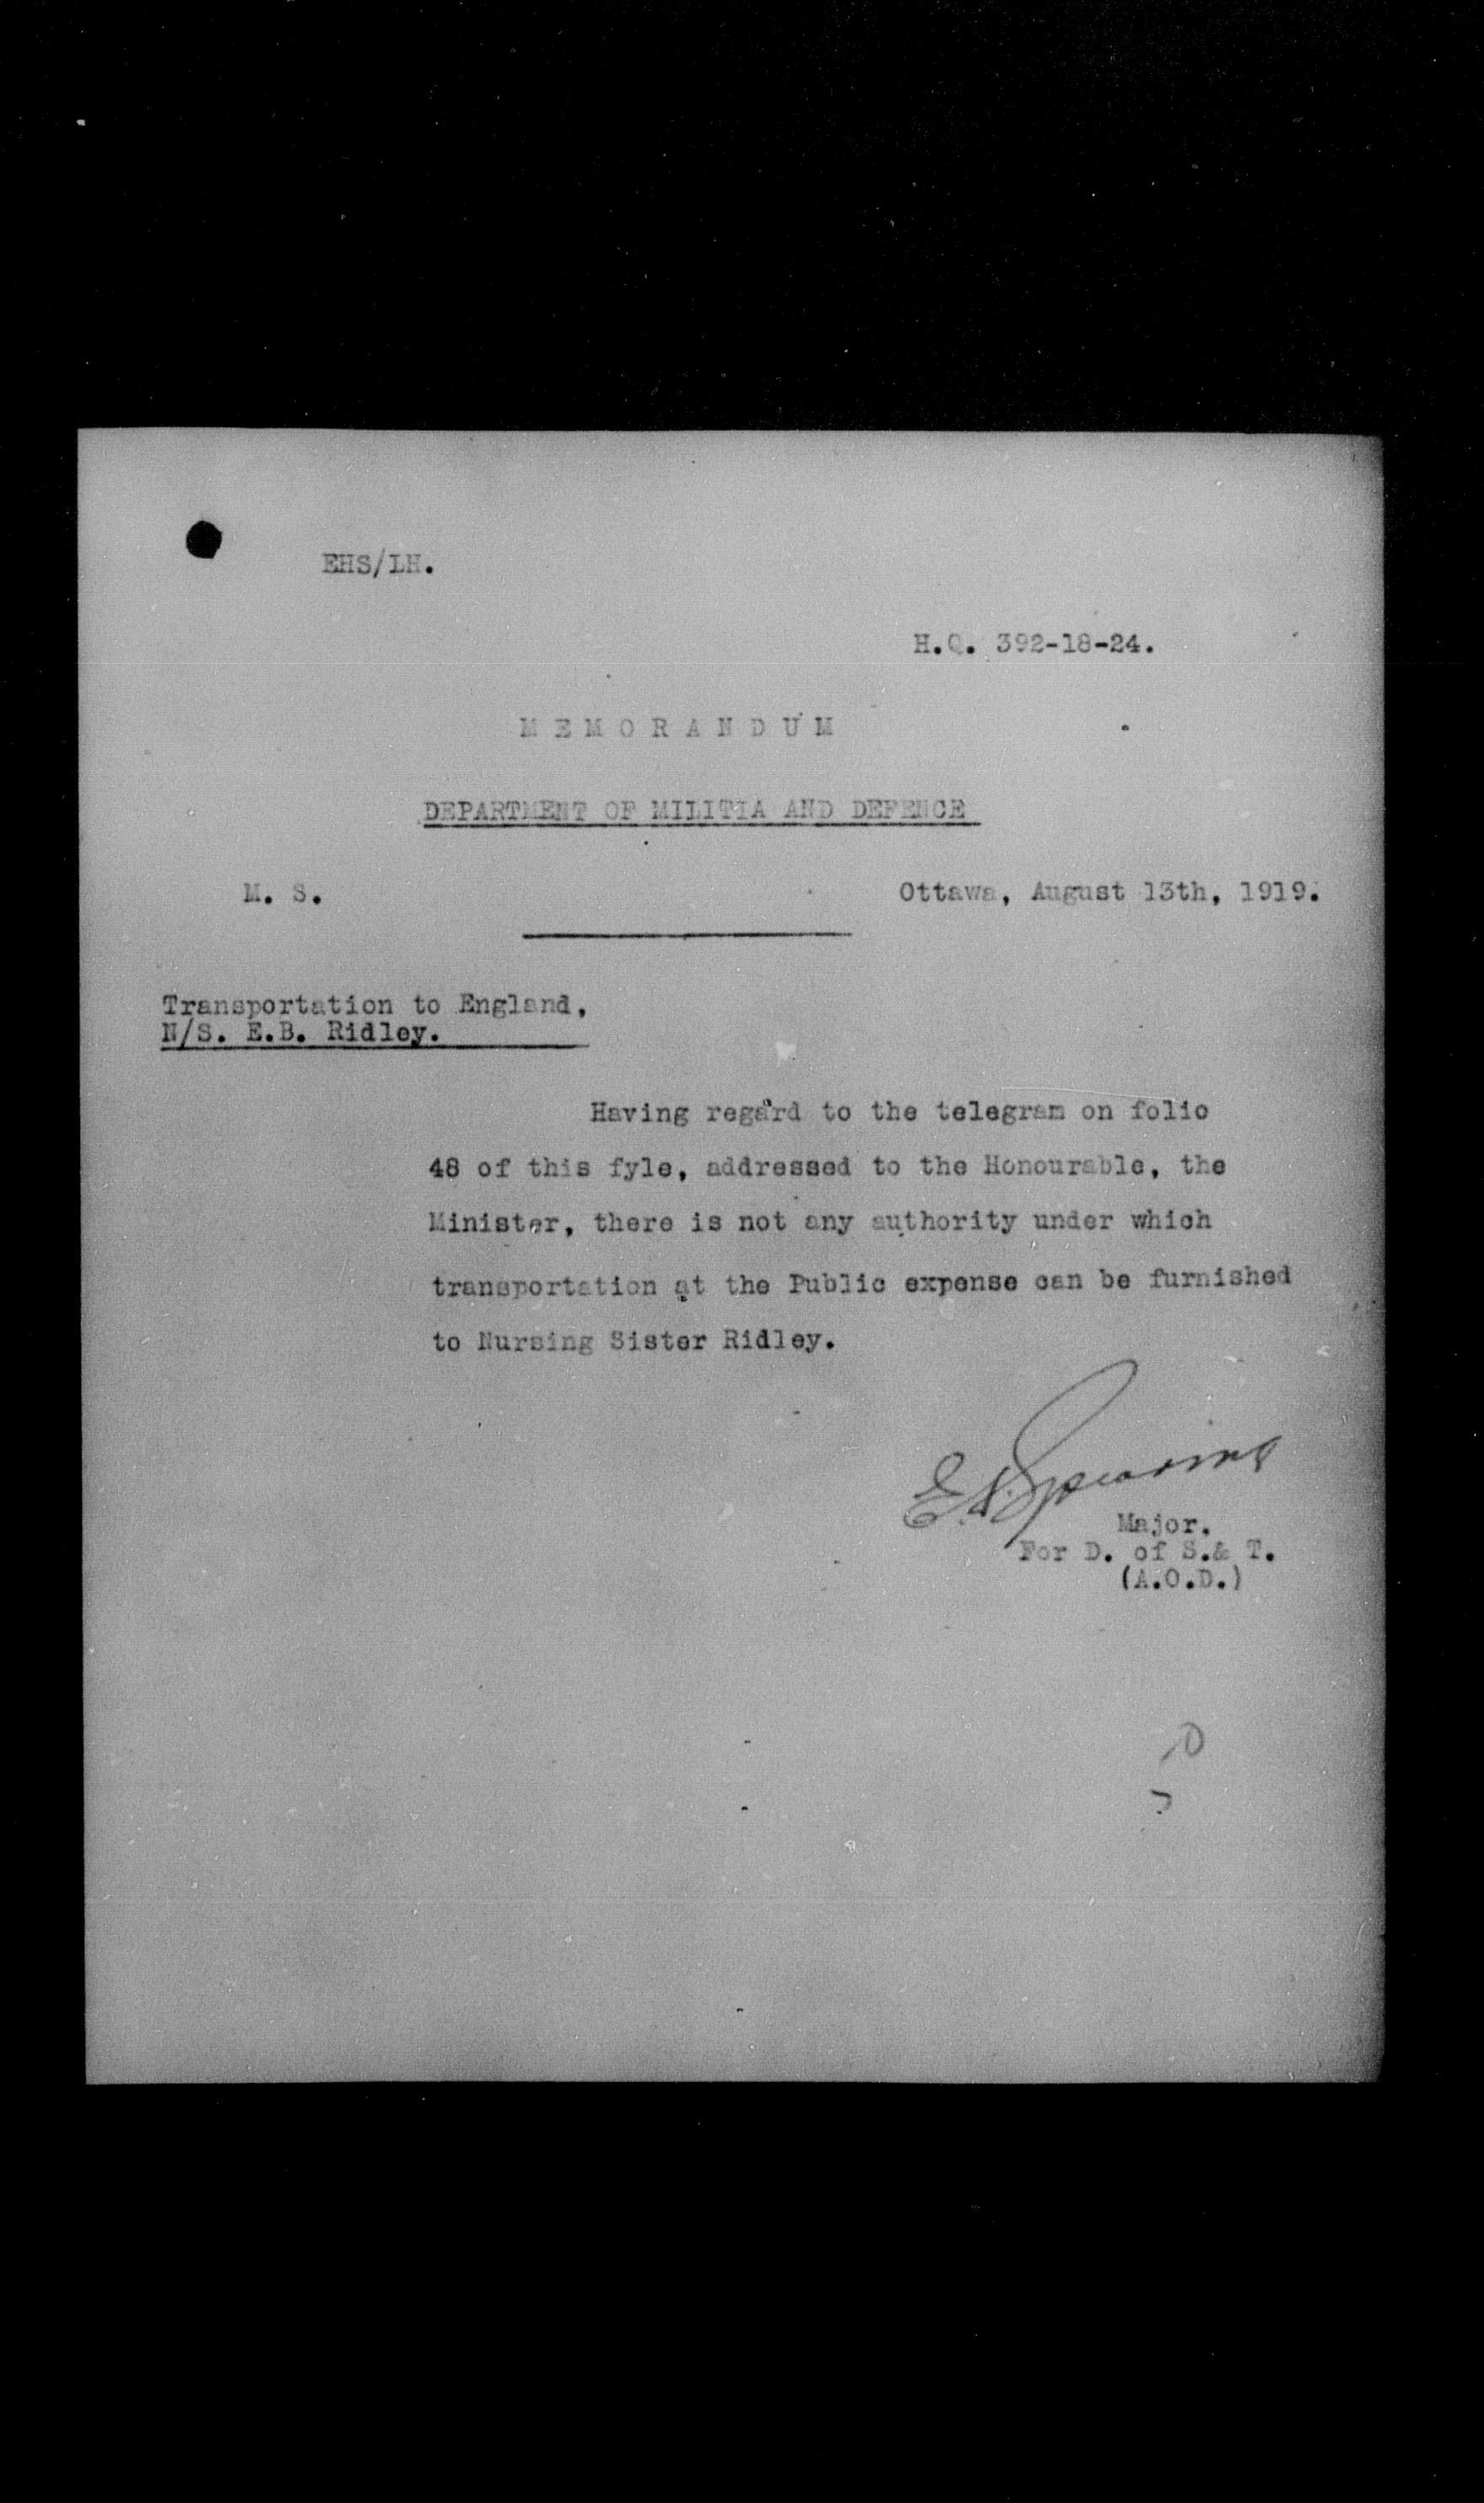 EHS/LH.
H.Q. 392-18-24.
M E M O R A N D U M
DEPARTMENT OF MILITIA AND DEFENCE
M. S.
Ottawa, August 13th, 1919.
Transportation to England,
N/S. E.B. Ridley.
Having regard to the telegram on folio
48 of this fyle, addressed to the Honourable, the
Minister, there is not any authority under which
transportation at the Public expense can be furnished
to Nursing Sister Ridley.
Major.
For D. of S.& T.
(A.O.D.)